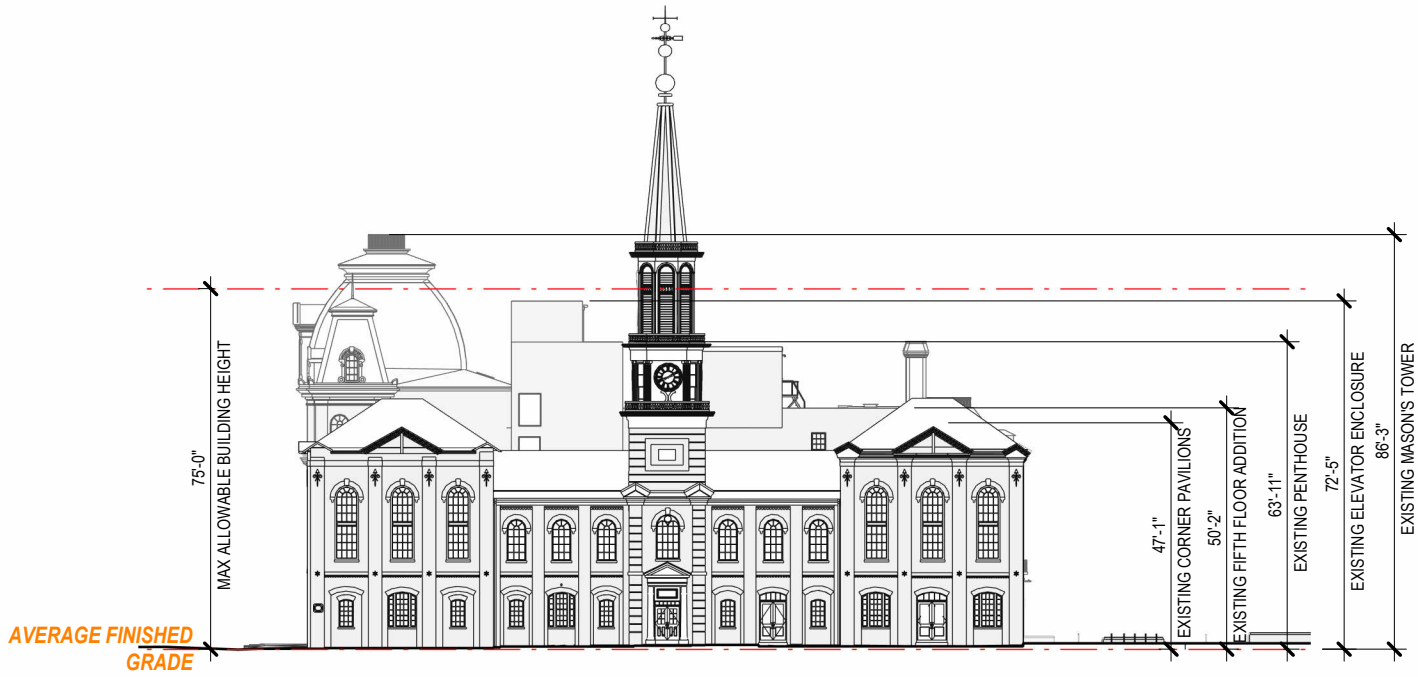 75'-0"
MAX ALLOWABLE BUILDING HEIGHT
47'-1"
EXISTING CORNER PAVILIONS
50'-2"
EXISTING FIFTH FLOOR ADDITION
63'-11"
EXISTING PENTHOUSE
72'-5"
EXISTING ELEVATOR ENCLOSURE
86'-3"
EXISTING MASON'S TOWER
AVERAGE FINISHED
GRADE